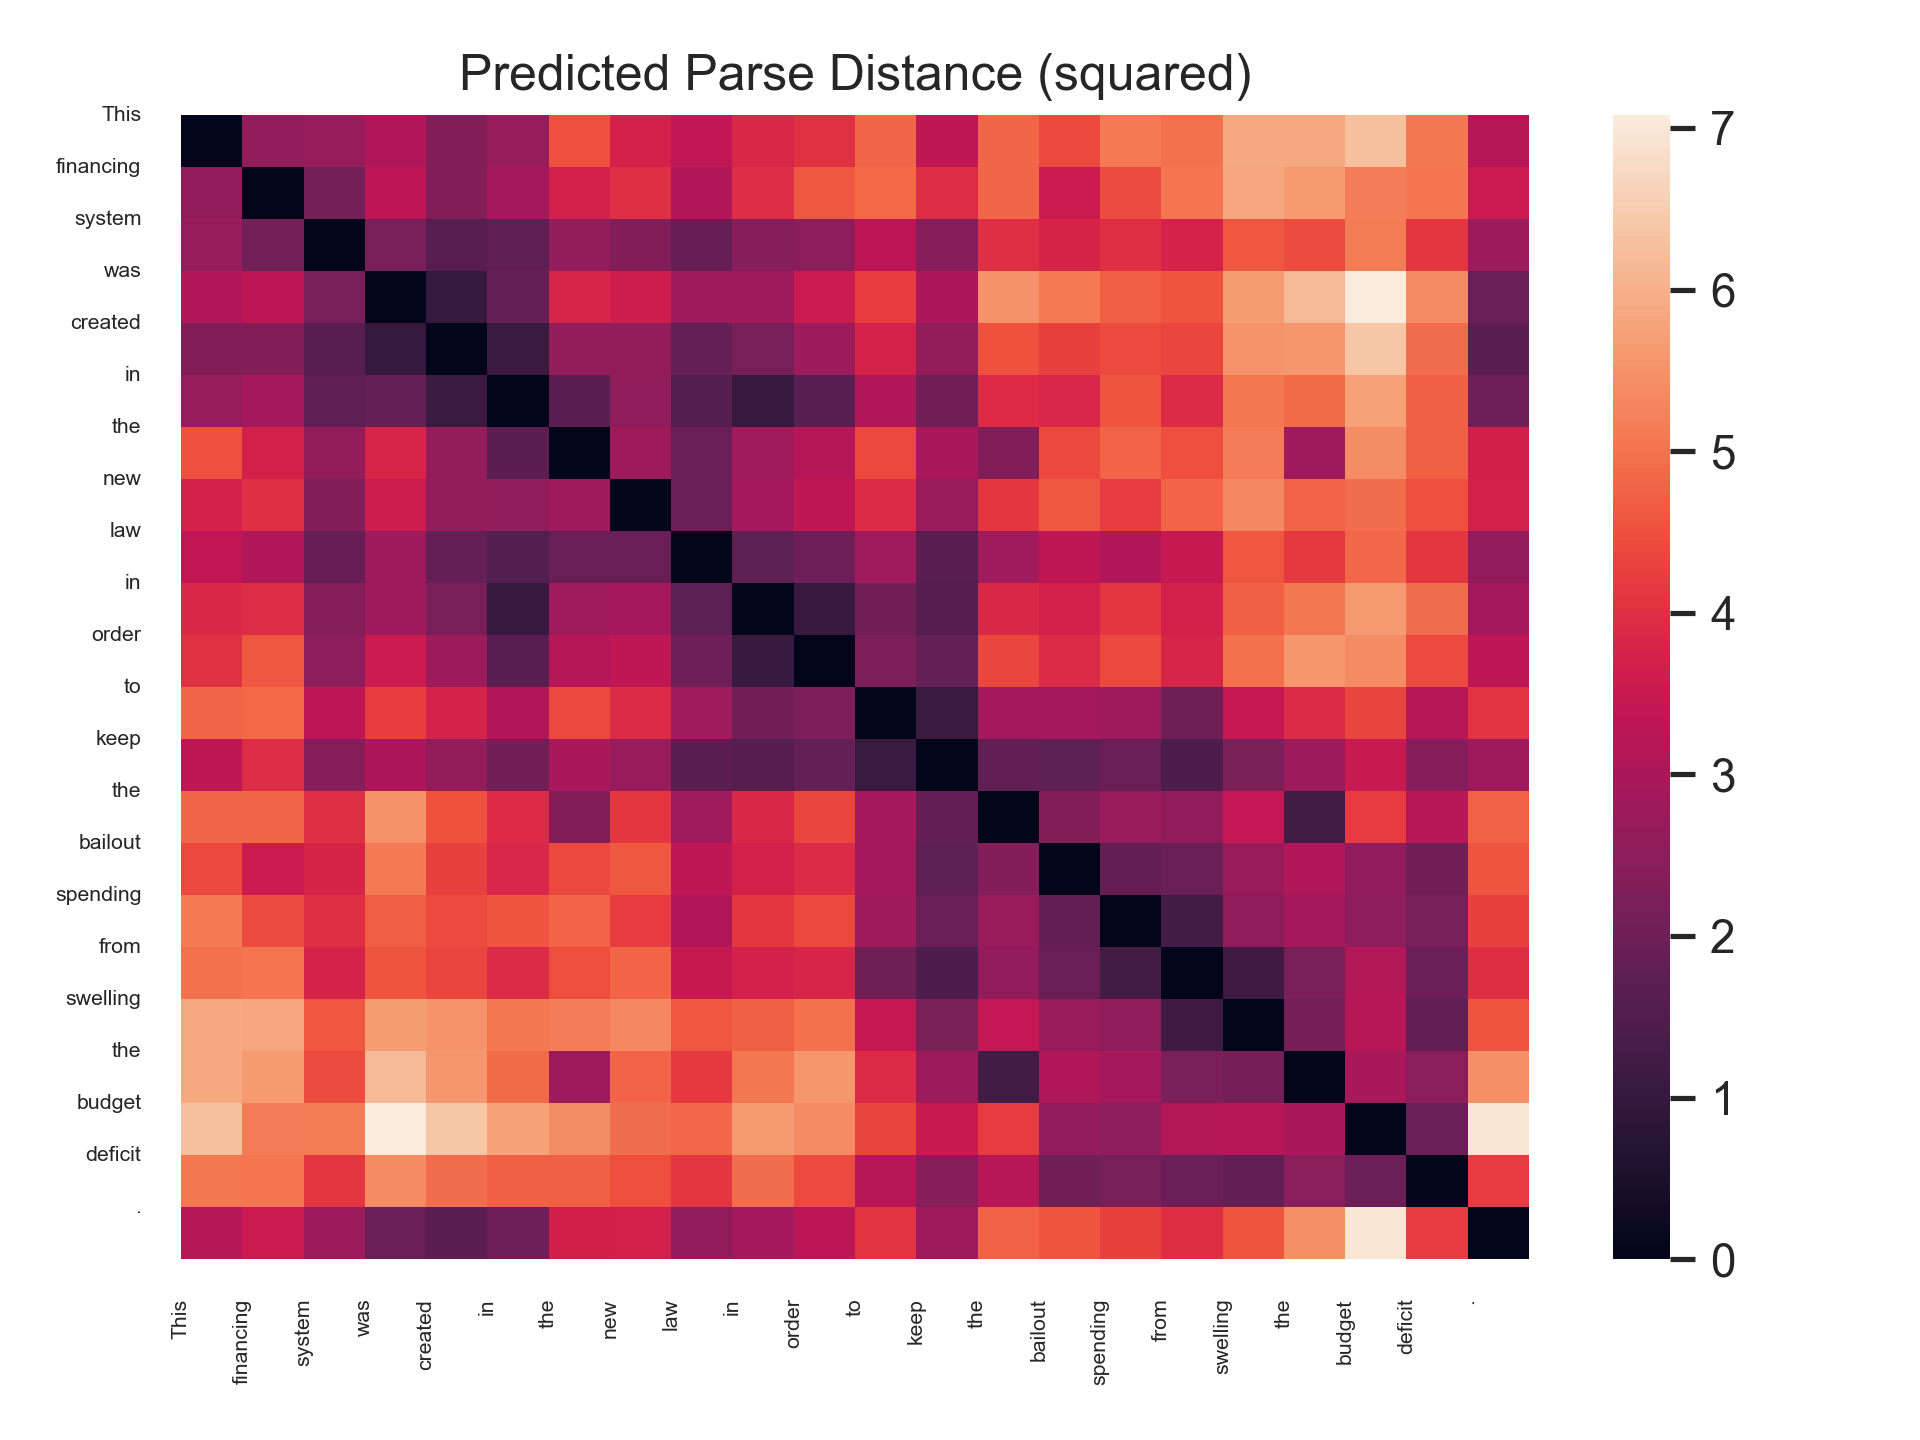 Predicted Parse Distance (squared)
This
financing
system
was
created
in
the
new
law
in
order
to
keep
the
bailout
spending
from
swelling
the
budget
deficit
.
7
6
5
4
3
2
1
0
This
financing
system
was
created
in
the
new
law
in
order
to
keep
the
bailout
spending
from
swelling
the
budget
deficit
.